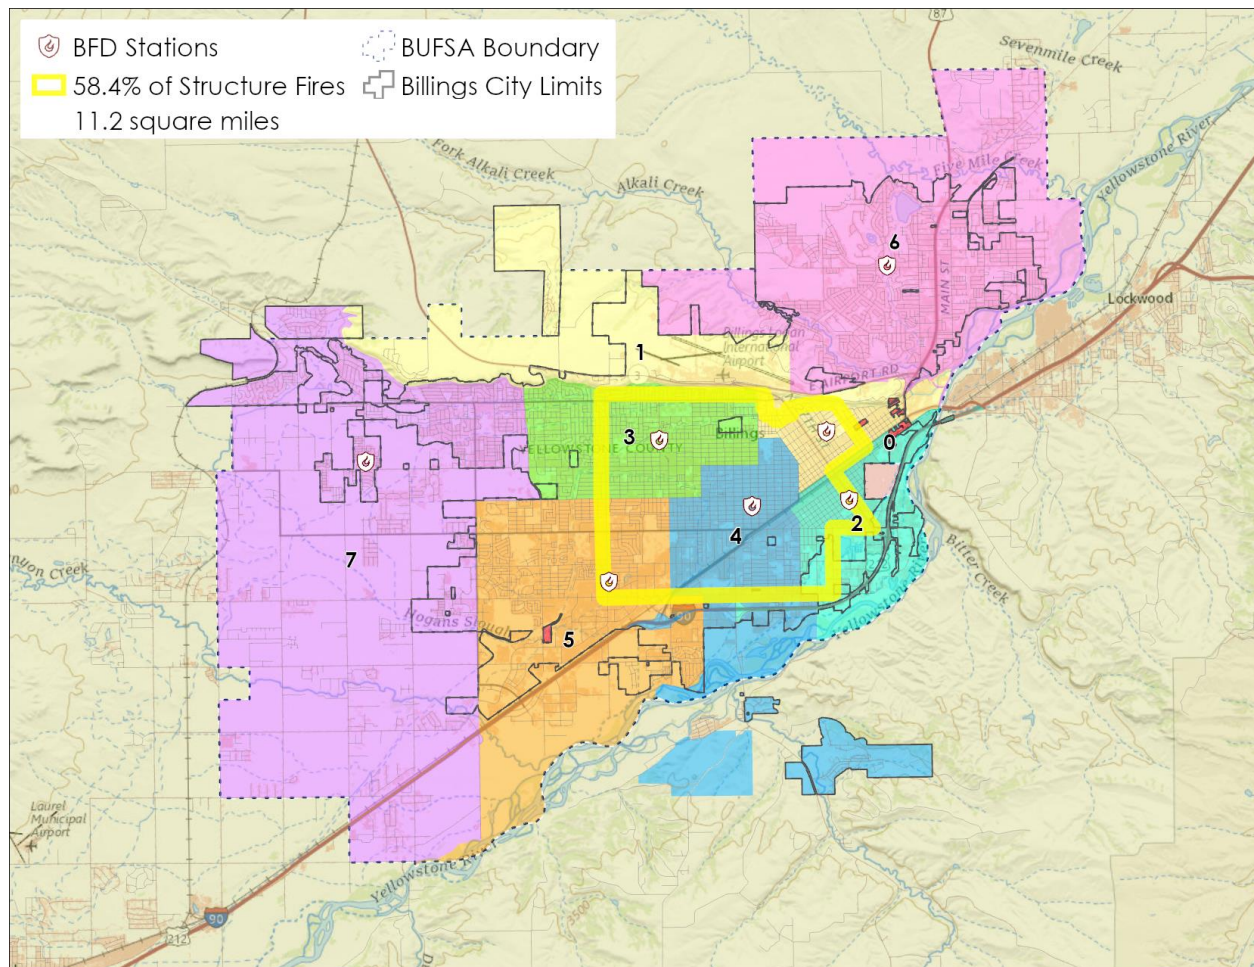 BFD Stations
BUFSA Boundary
58.4% of Structure Fires
Billings City Limits
11.2 square miles
87
Sevenmile Creek
Fork Alkali Creek
Alkali Creek
Five Mile Creek
Yellowstone River
6
MAIN ST
Lockwood
Billings Logan
International
Airport
1
3
E AIRPORT RD
3
Billings
YELLOWSTONE COUNTY
0
2
4
7
Canyon Creek
Bitter Creek
Hogans Slough
5
Yellowstone River
Laurel
Municipal
Airport
Yellowstone River
90
212
3500